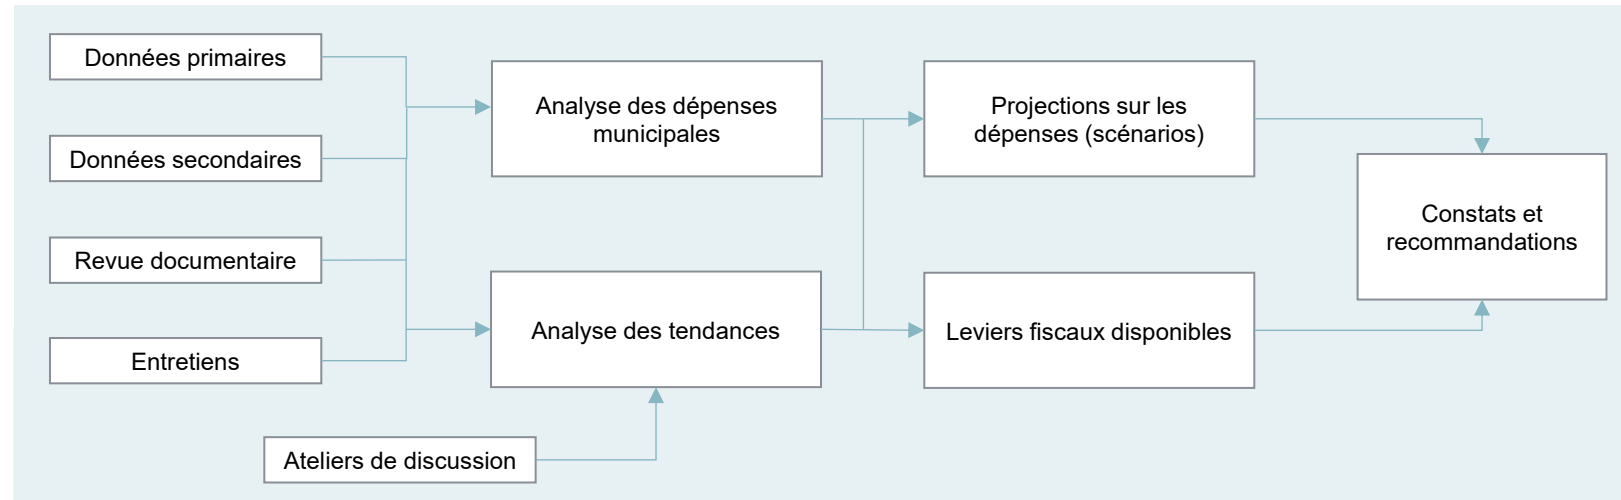 Données primaires
Données secondaires
Revue documentaire
Entretiens
Ateliers de discussion
Analyse des dépenses
municipales
Analyse des tendances
Projections sur les
dépenses (scénarios)
Leviers fiscaux disponibles
Constats et
recommandations